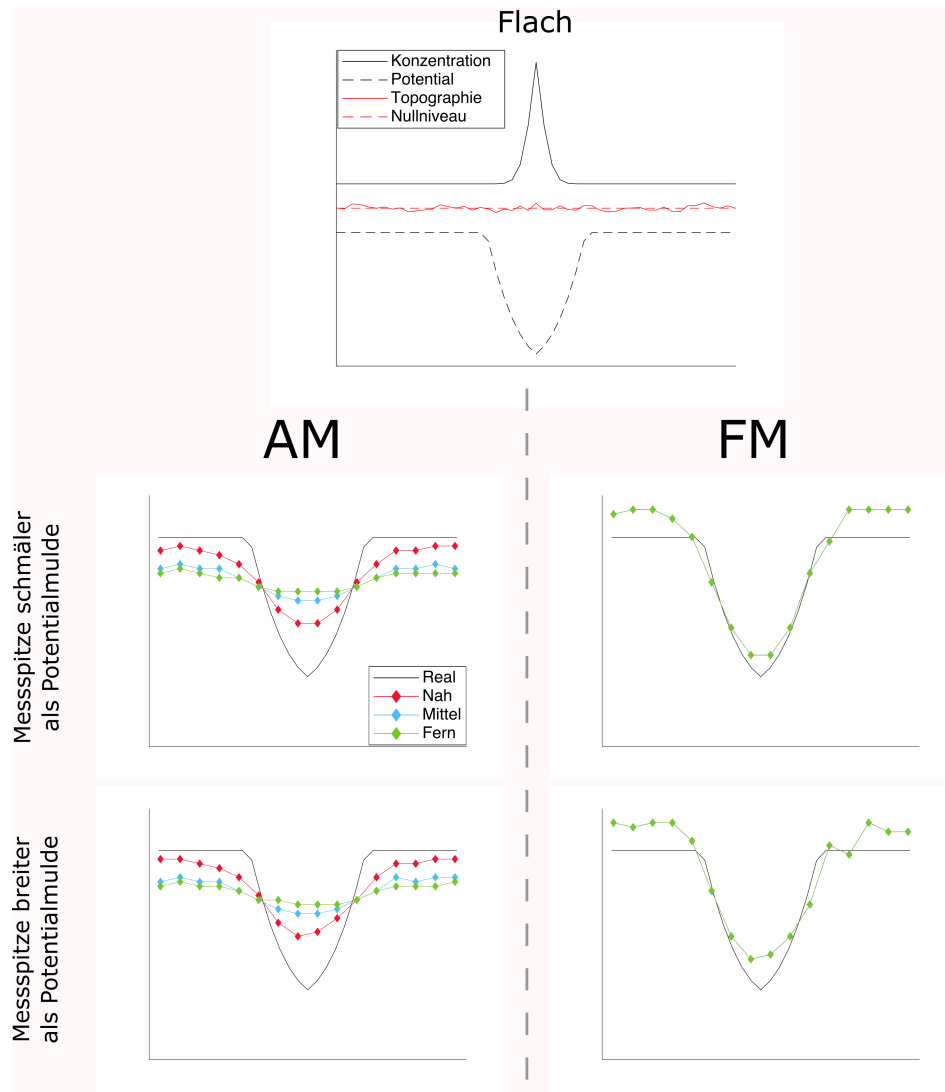 Flach
Konzentration
Potential
Topographie
Nullniveau
AM
FM
Messspitze schmäler
als Potentialmulde
Real
Nah
Mittel
Fern
Messspitze breiter
als Potentialmulde